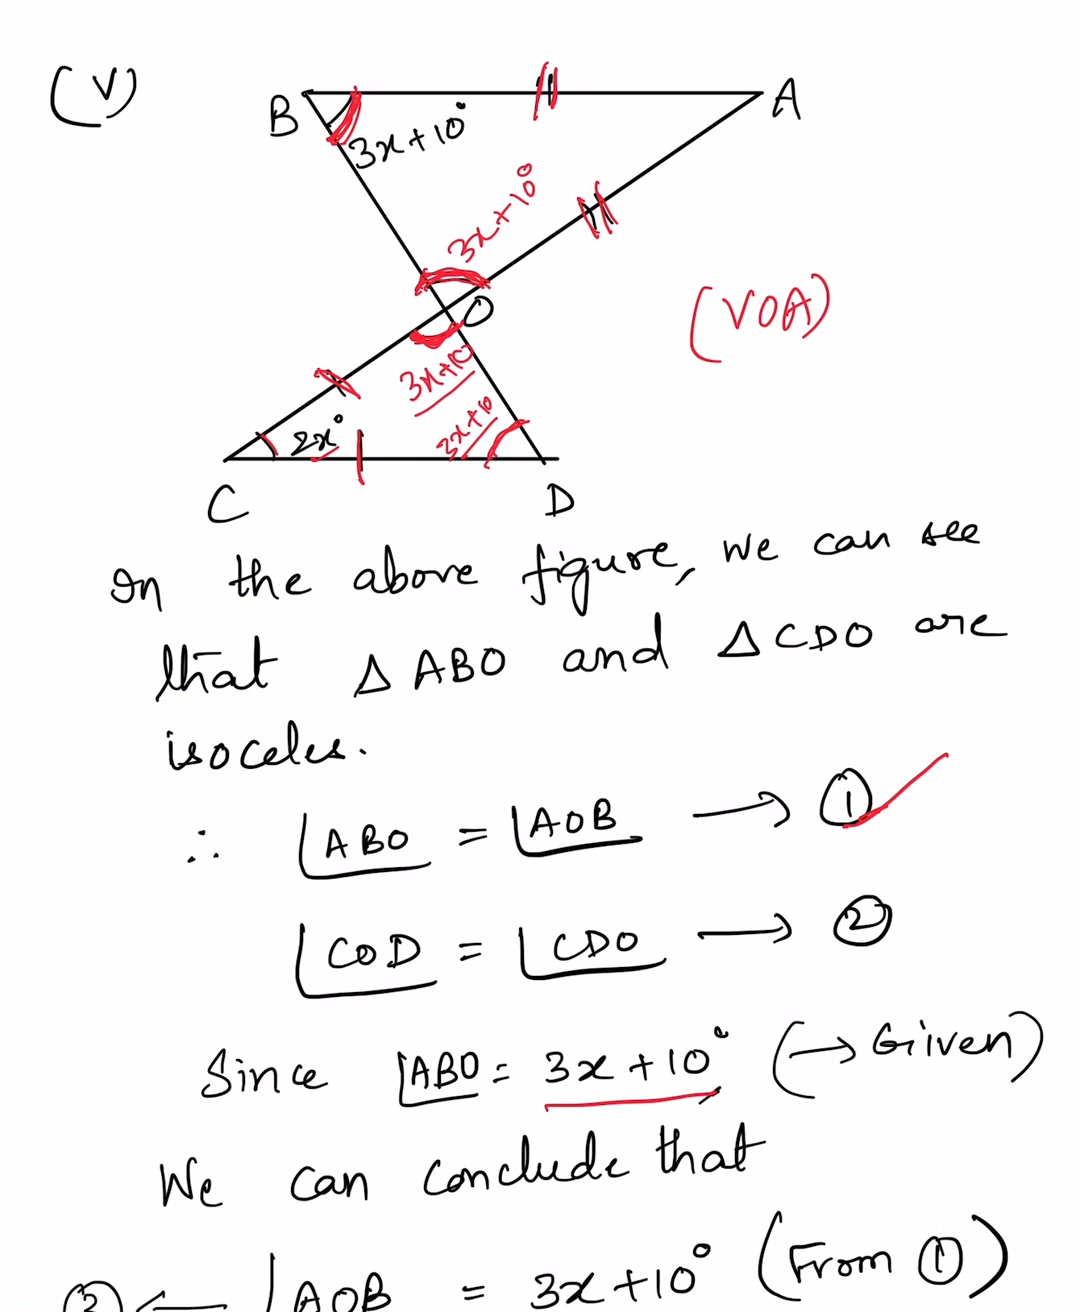 (V)
B
A
3x+10°
3x+10°
O
(VOA)
3x+10
2x°
3x+10
C
D
In the above figure, we can see
that △ ABO and △ CDO are
isoceles.
∴ ∠ABO = ∠AOB → ①
∠COD = ∠CDO → ②
Since ∠ABO = 3x+10° (→ Given)
We can conclude that
③ ← ∠AOB = 3x+10° (From ①)